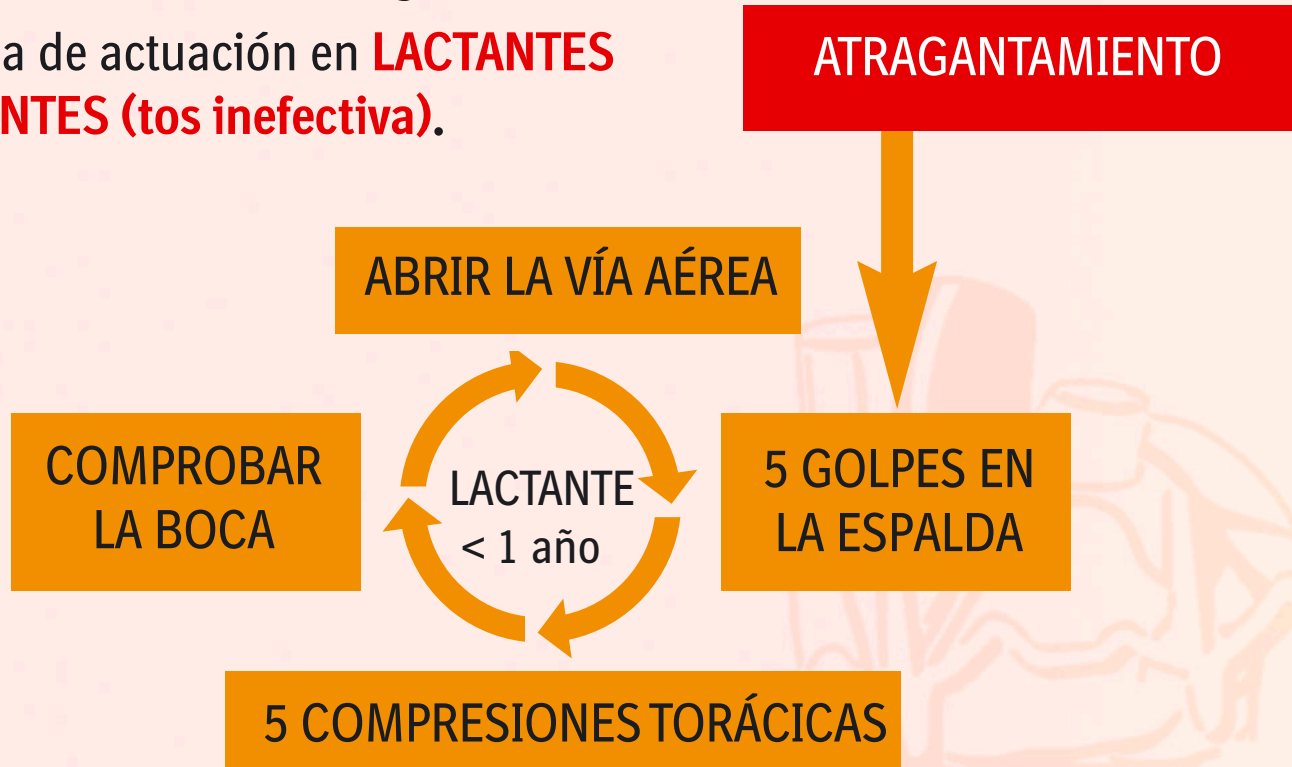 a de actuación en LACTANTES
NTES (tos inefectiva).
ATRAGANTAMIENTO
ABRIR LA VÍA AÉREA
COMPROBAR
LA BOCA
LACTANTE
< 1 año
5 GOLPES EN
LA ESPALDA
5 COMPRESIONES TORÁCICAS